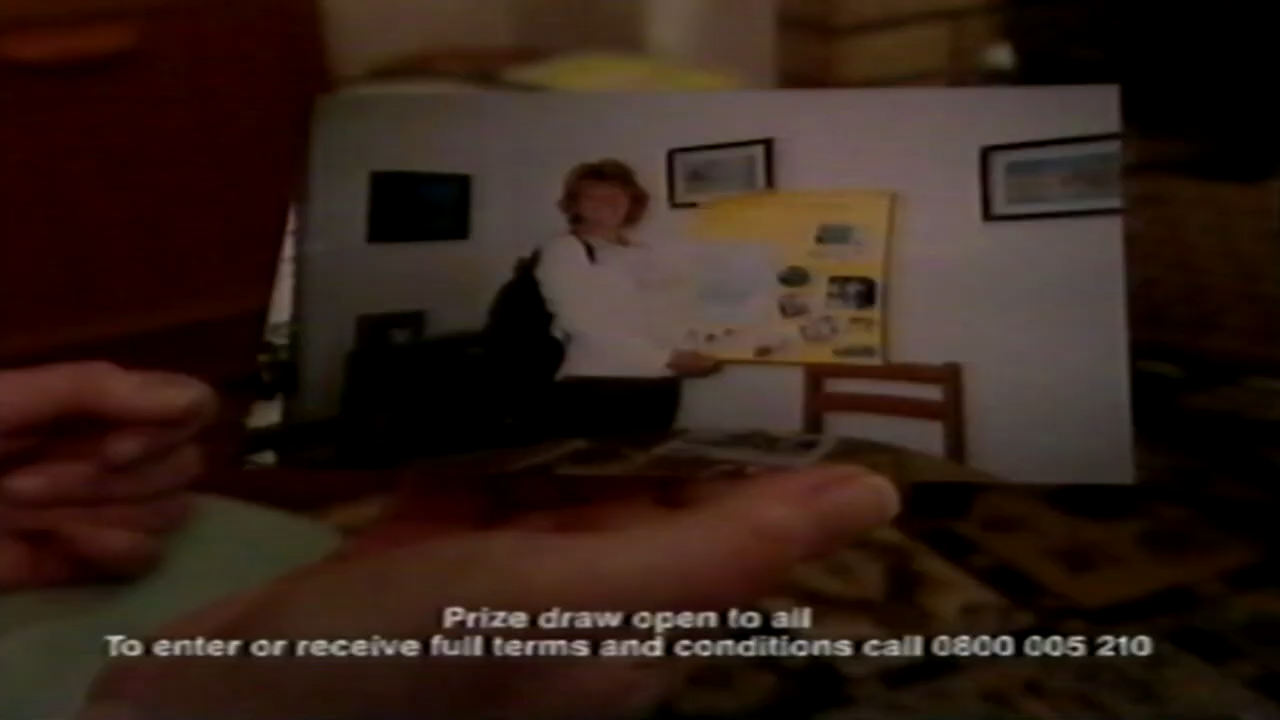 Prize draw open to all
To enter or receive full terms and conditions call 0800 005 210